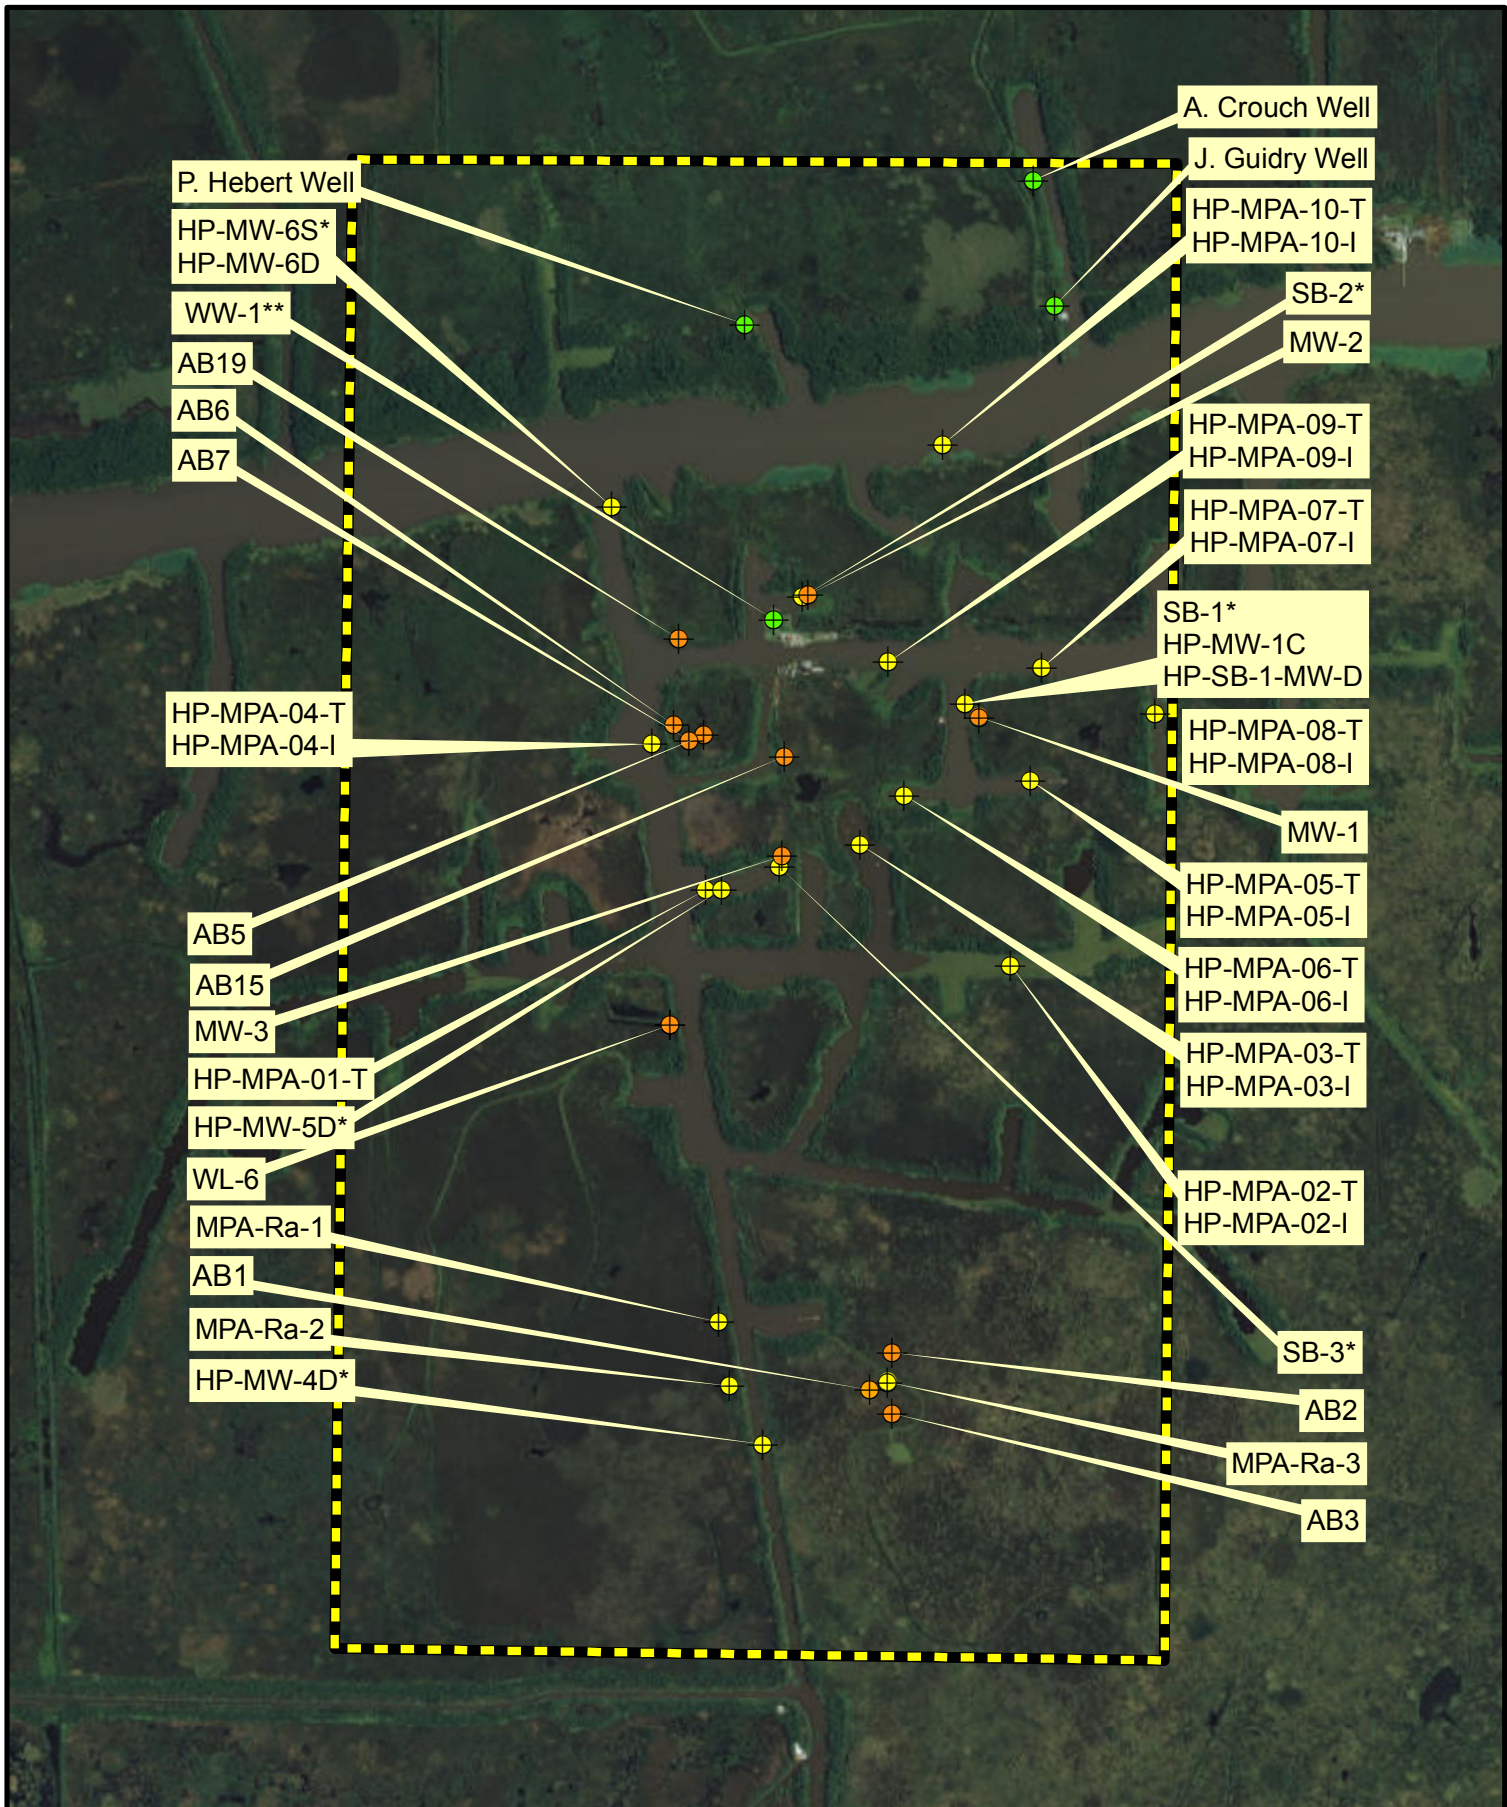 A. Crouch Well
J. Guidry Well
P. Hebert Well
HP-MPA-10-T
HP-MPA-10-I
HP-MW-6S*
HP-MW-6D
SB-2*
WW-1**
MW-2
AB19
AB6
HP-MPA-09-T
HP-MPA-09-I
AB7
HP-MPA-07-T
HP-MPA-07-I
SB-1*
HP-MW-1C
HP-SB-1-MW-D
HP-MPA-04-T
HP-MPA-04-I
HP-MPA-08-T
HP-MPA-08-I
MW-1
HP-MPA-05-T
HP-MPA-05-I
AB5
HP-MPA-06-T
HP-MPA-06-I
AB15
MW-3
HP-MPA-03-T
HP-MPA-03-I
HP-MPA-01-T
HP-MW-5D*
WL-6
HP-MPA-02-T
HP-MPA-02-I
MPA-Ra-1
AB1
MPA-Ra-2
SB-3*
HP-MW-4D*
AB2
MPA-Ra-3
AB3